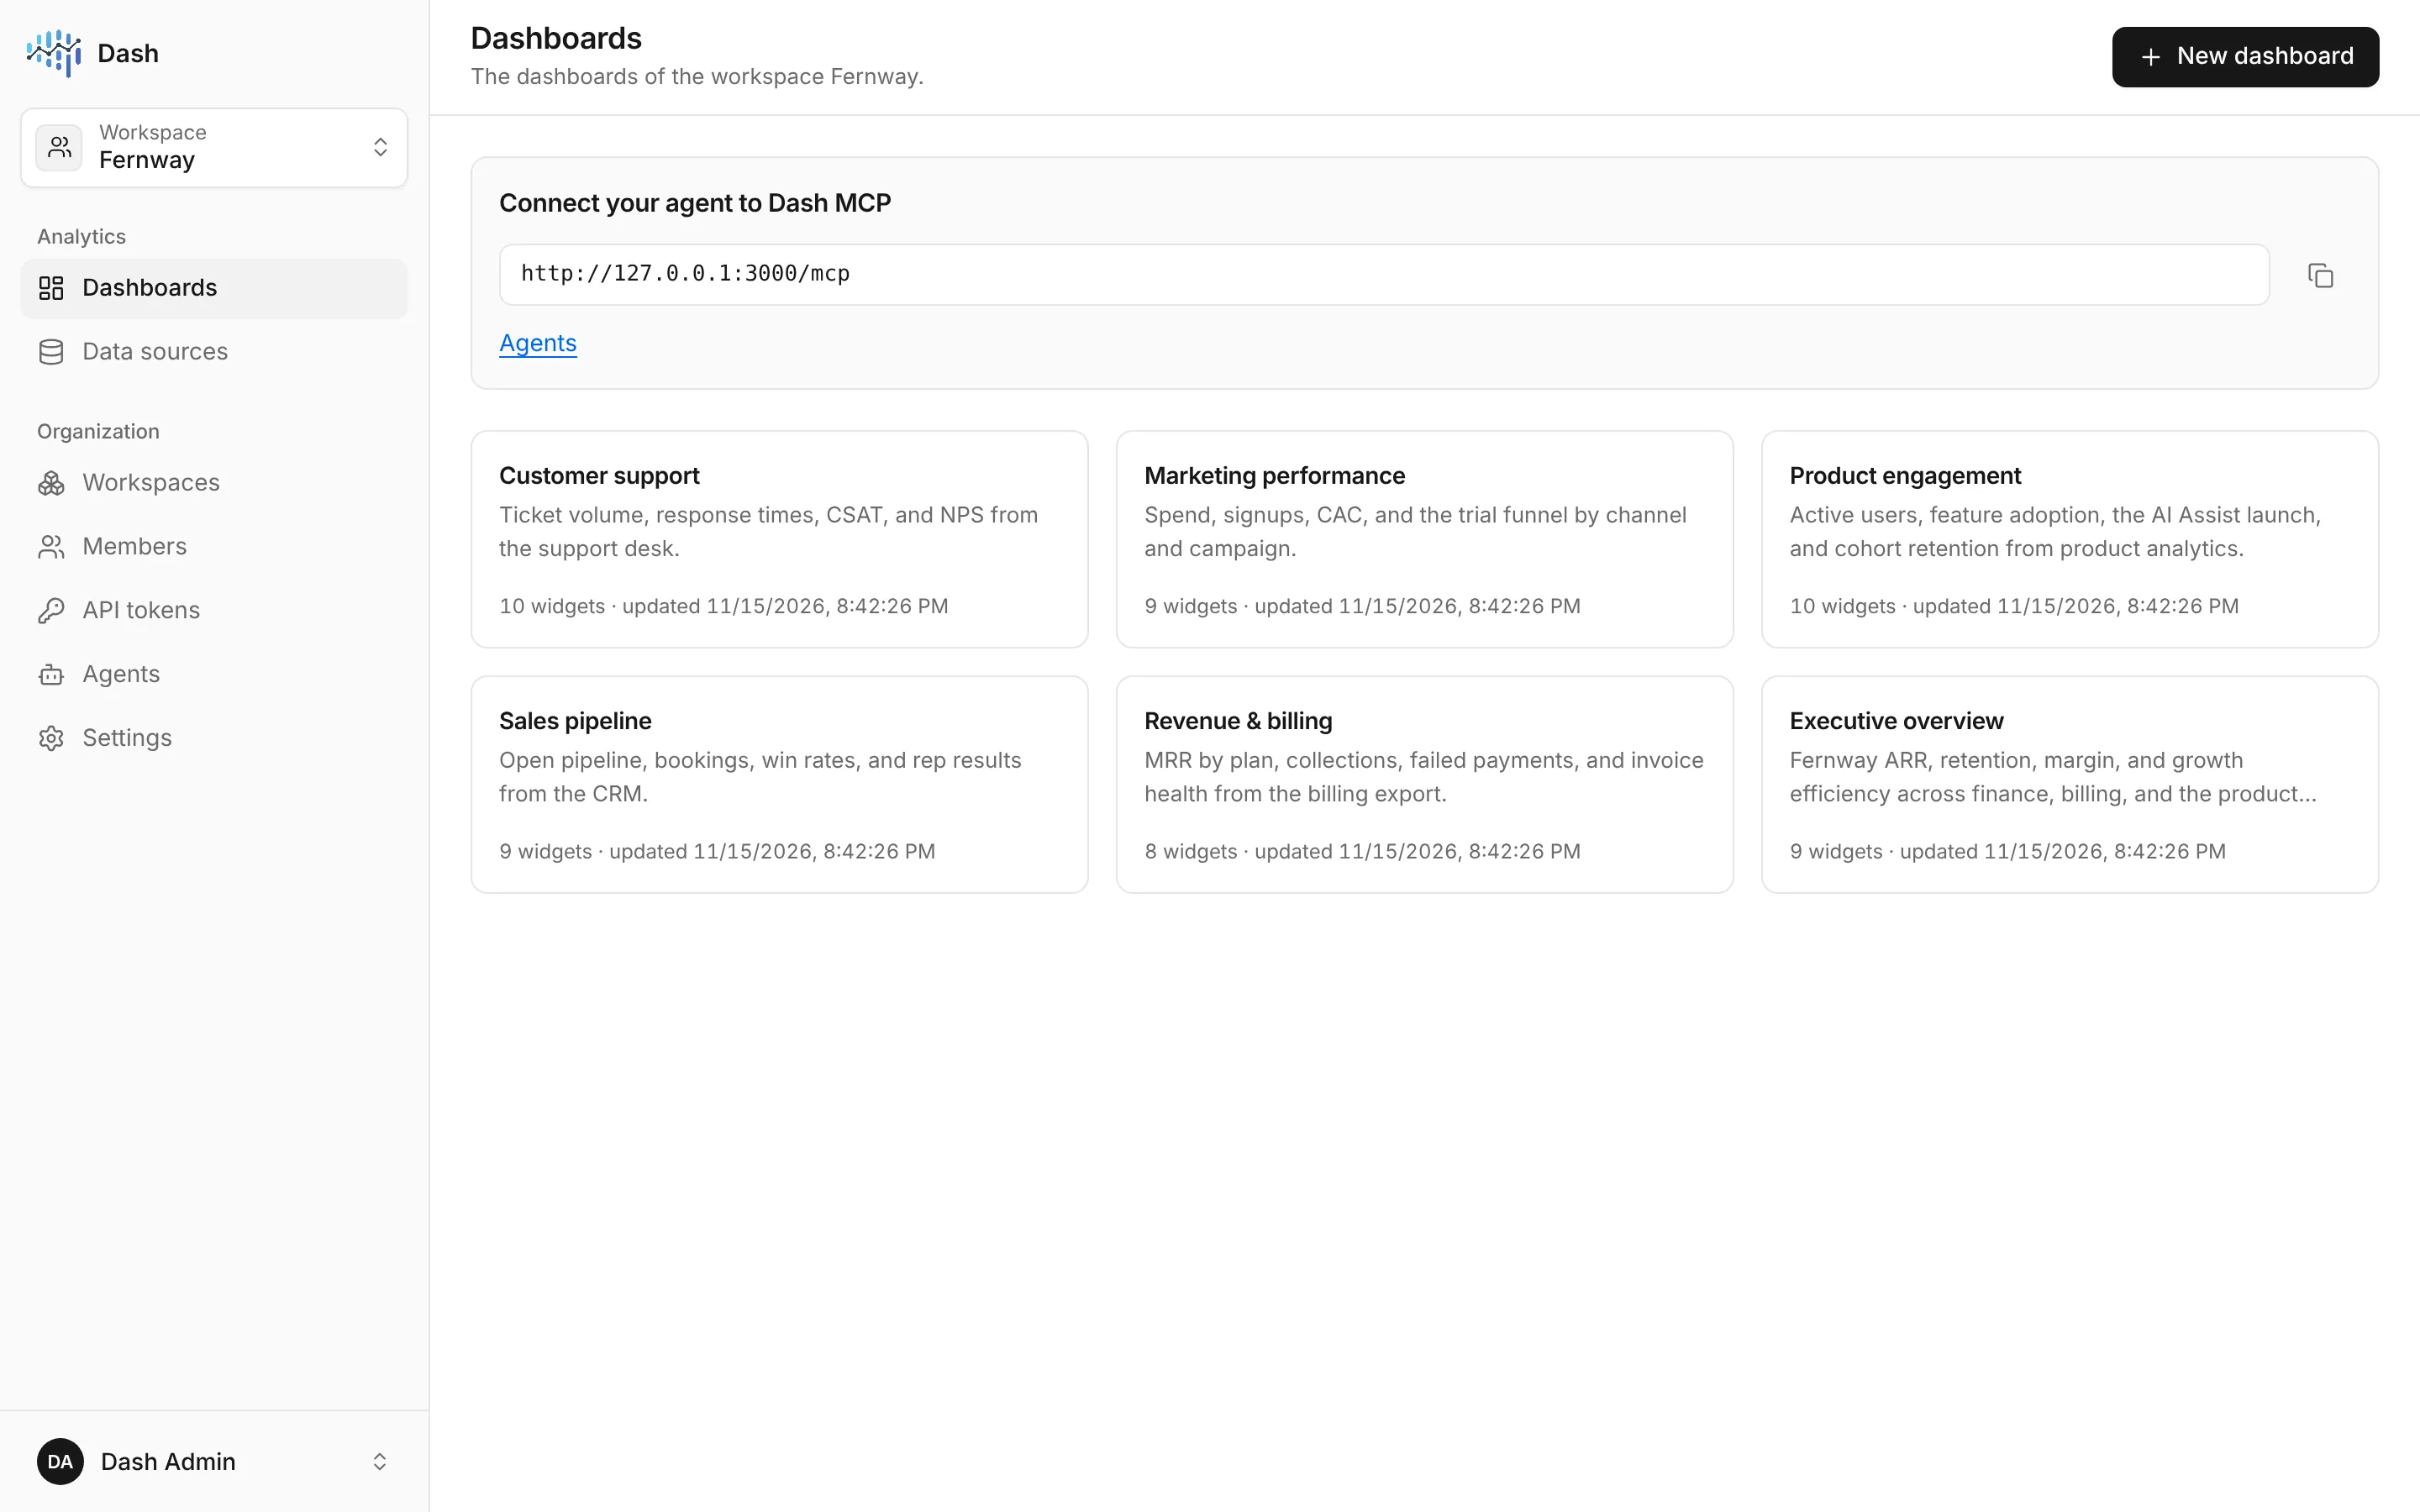 Dash
Workspace
Fernway
Analytics
Dashboards
Data sources
Organization
Workspaces
Members
API tokens
Agents
Settings
DA
Dash Admin
Dashboards
The dashboards of the workspace Fernway.
New dashboard
Connect your agent to Dash MCP
http://127.0.0.1:3000/mcp
Agents
Customer support
Ticket volume, response times, CSAT, and NPS from
the support desk.
10 widgets · updated 11/15/2026, 8:42:26 PM
Marketing performance
Spend, signups, CAC, and the trial funnel by channel
and campaign.
9 widgets · updated 11/15/2026, 8:42:26 PM
Product engagement
Active users, feature adoption, the AI Assist launch,
and cohort retention from product analytics.
10 widgets · updated 11/15/2026, 8:42:26 PM
Sales pipeline
Open pipeline, bookings, win rates, and rep results
from the CRM.
9 widgets · updated 11/15/2026, 8:42:26 PM
Revenue & billing
MRR by plan, collections, failed payments, and invoice
health from the billing export.
8 widgets · updated 11/15/2026, 8:42:26 PM
Executive overview
Fernway ARR, retention, margin, and growth
efficiency across finance, billing, and the product...
9 widgets · updated 11/15/2026, 8:42:26 PM